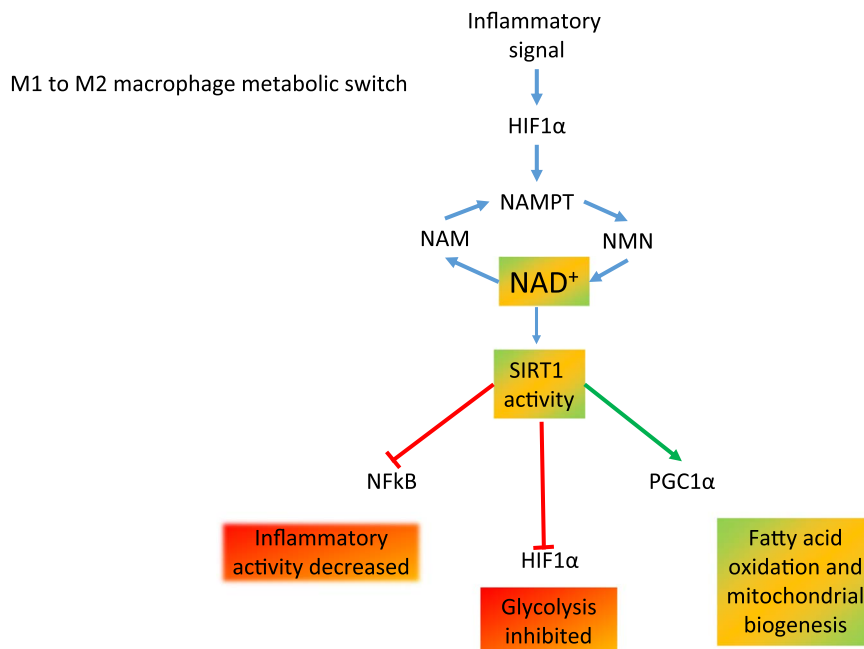 Inflammatory
signal
M1 to M2 macrophage metabolic switch
HIF1α
NAMPT
NAM
NMN
NAD+
SIRT1
activity
NFkB
PGC1α
Inflammatory
activity decreased
HIF1α
Fatty acid
oxidation and
mitochondrial
biogenesis
Glycolysis
inhibited